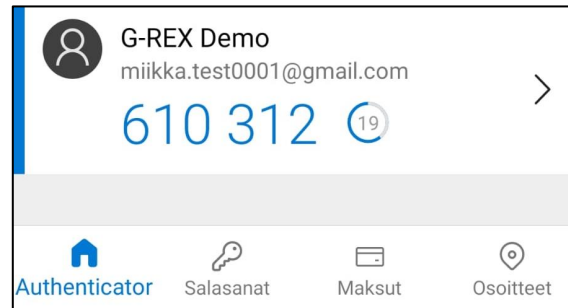 G-REX Demo
miikka.test0001@gmail.com
610 312 19
Authenticator Salasanat Maksut Osoitteet